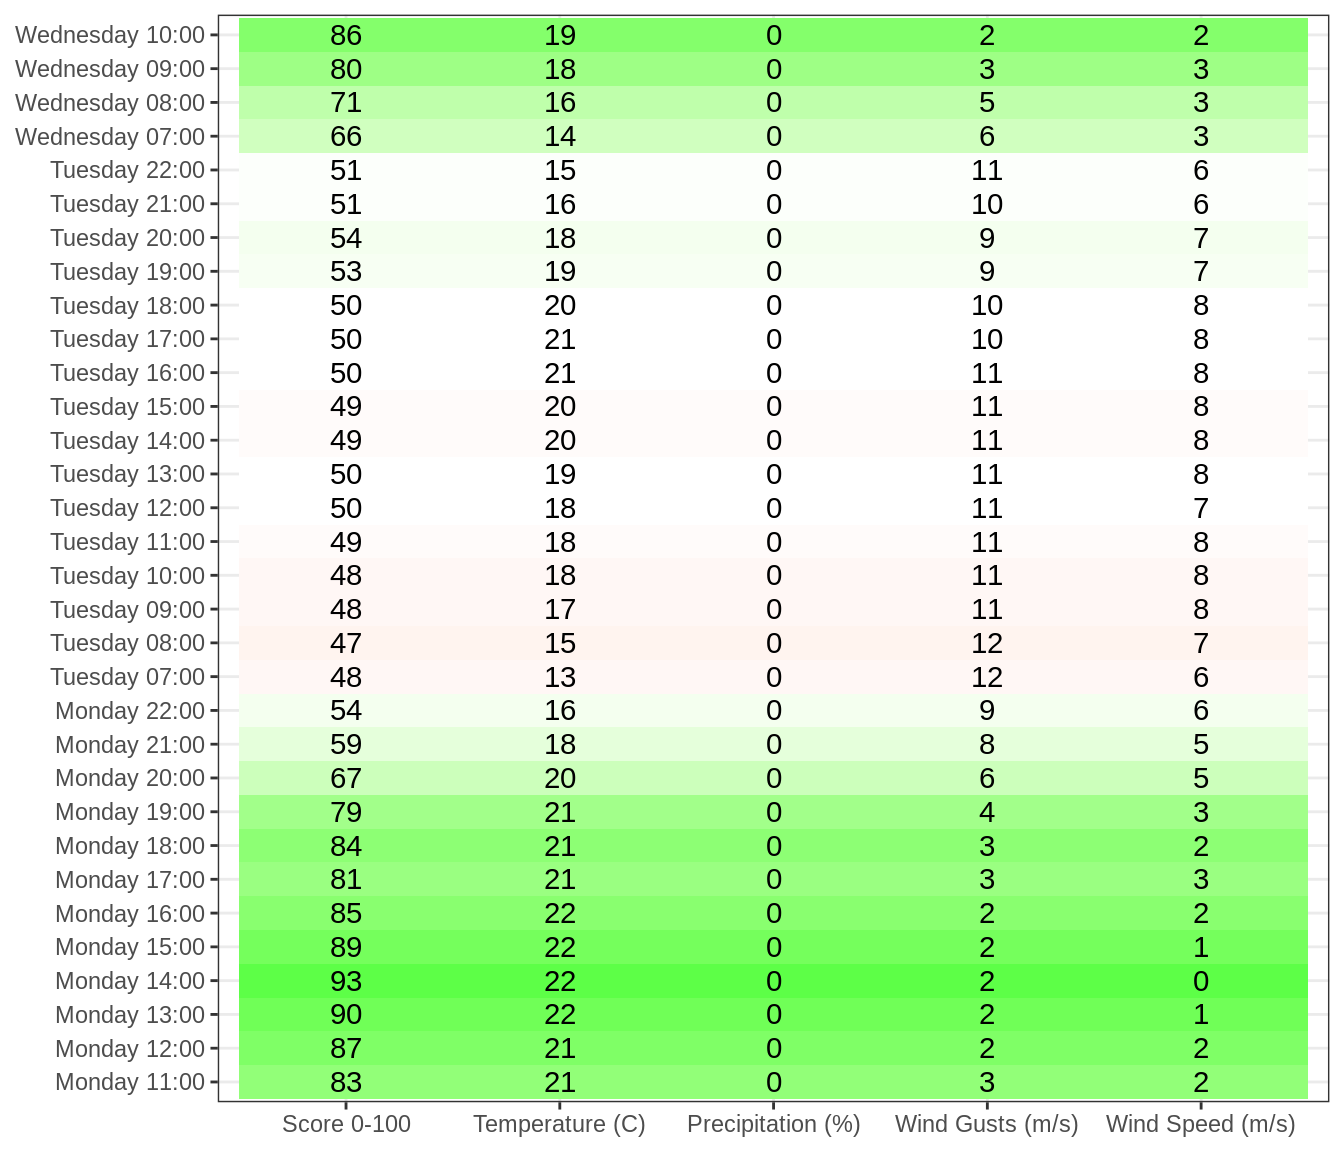 Wednesday 10:00 86 19 0 2 2
Wednesday 09:00 80 18 0 3 3
Wednesday 08:00 71 16 0 5 3
Wednesday 07:00 66 14 0 6 3
Tuesday 22:00 51 15 0 11 6
Tuesday 21:00 51 16 0 10 6
Tuesday 20:00 54 18 0 9 7
Tuesday 19:00 53 19 0 9 7
Tuesday 18:00 50 20 0 10 8
Tuesday 17:00 50 21 0 10 8
Tuesday 16:00 50 21 0 11 8
Tuesday 15:00 49 20 0 11 8
Tuesday 14:00 49 20 0 11 8
Tuesday 13:00 50 19 0 11 8
Tuesday 12:00 50 18 0 11 7
Tuesday 11:00 49 18 0 11 8
Tuesday 10:00 48 18 0 11 8
Tuesday 09:00 48 17 0 11 8
Tuesday 08:00 47 15 0 12 7
Tuesday 07:00 48 13 0 12 6
Monday 22:00 54 16 0 9 6
Monday 21:00 59 18 0 8 5
Monday 20:00 67 20 0 6 5
Monday 19:00 79 21 0 4 3
Monday 18:00 84 21 0 3 2
Monday 17:00 81 21 0 3 3
Monday 16:00 85 22 0 2 2
Monday 15:00 89 22 0 2 1
Monday 14:00 93 22 0 2 0
Monday 13:00 90 22 0 2 1
Monday 12:00 87 21 0 2 2
Monday 11:00 83 21 0 3 2
Score 0-100 Temperature (C) Precipitation (%) Wind Gusts (m/s) Wind Speed (m/s)